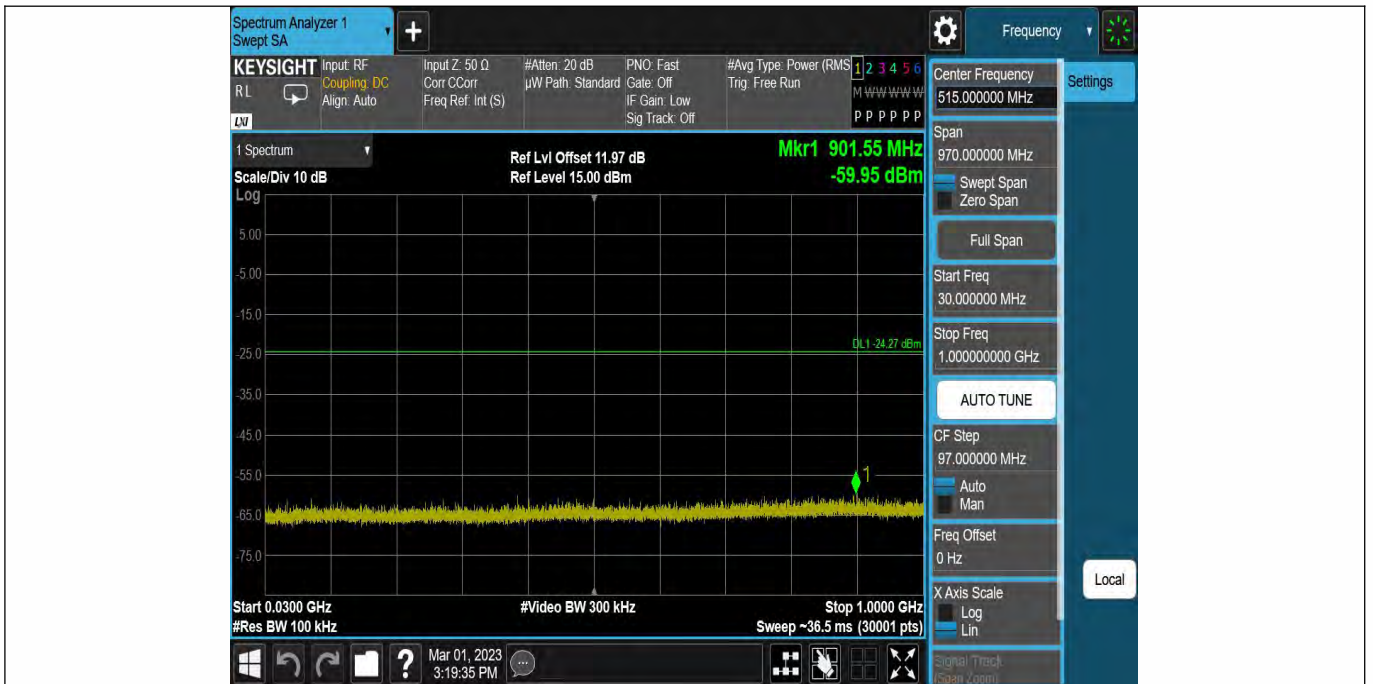 Spectrum Analyzer 1
Swept SA
+
Frequency
KEYSIGHT
RL
LXI
Input: RF
Coupling: DC
Align: Auto
Input Z: 50 Ω
Corr CCorr
Freq Ref: Int (S)
#Atten: 20 dB
µW Path: Standard
PNO: Fast
Gate: Off
IF Gain: Low
Sig Track: Off
#Avg Type: Power (RMS
Trig: Free Run
1 2 3 4 5 6
M W W W W W
P P P P P P
Center Frequency
515.000000 MHz
Settings
1 Spectrum
Scale/Div 10 dB
Ref Lvl Offset 11.97 dB
Ref Level 15.00 dBm
Mkr1 901.55 MHz
-59.95 dBm
Log
5.00
-5.00
-15.0
-25.0
-35.0
-45.0
-55.0
-65.0
-75.0
DL1 -24.27 dBm
1
Start 0.0300 GHz
#Res BW 100 kHz
#Video BW 300 kHz
Stop 1.0000 GHz
Sweep ~36.5 ms (30001 pts)
Span
970.000000 MHz
Swept Span
Zero Span
Full Span
Start Freq
30.000000 MHz
Stop Freq
1.000000000 GHz
AUTO TUNE
CF Step
97.000000 MHz
Auto
Man
Freq Offset
0 Hz
X Axis Scale
Log
Lin
Signal Track
(Span Zoom)
Local
?
Mar 01, 2023
3:19:35 PM